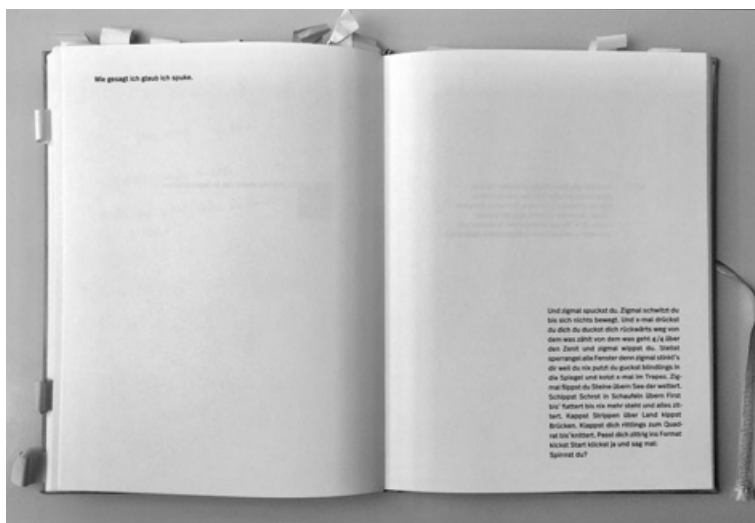 Wie gesagt ich glaub ich spuke.
Und zigmal spuckst du. Zigmal schwitzt du
bis sich nichts bewegt. Und x-mal drückst
du dich du duckst dich rückwärts weg von
dem was zählt von dem was geht 4/4 über
den Zenit und zigmal wippst du. Stellst
sperrangel alle Fenster denn zigmal stinkt's
dir weil du nix putzt du guckst blindlings in
die Spiegel und kotzt x-mal im Trapez. Zig-
mal flippst du Steine übern See der wettert.
Schippst Schrot in Schaufeln übern First
bis' flattert bis nix mehr steht und alles zit-
tert. Kappst Strippen über Land kippst
Brücken. Klappst dich rittlings zum Quad-
rat bis' knittert. Passt dich zittrig ins Format
kickst Start klickst ja und sag mal:
Spinnst du?